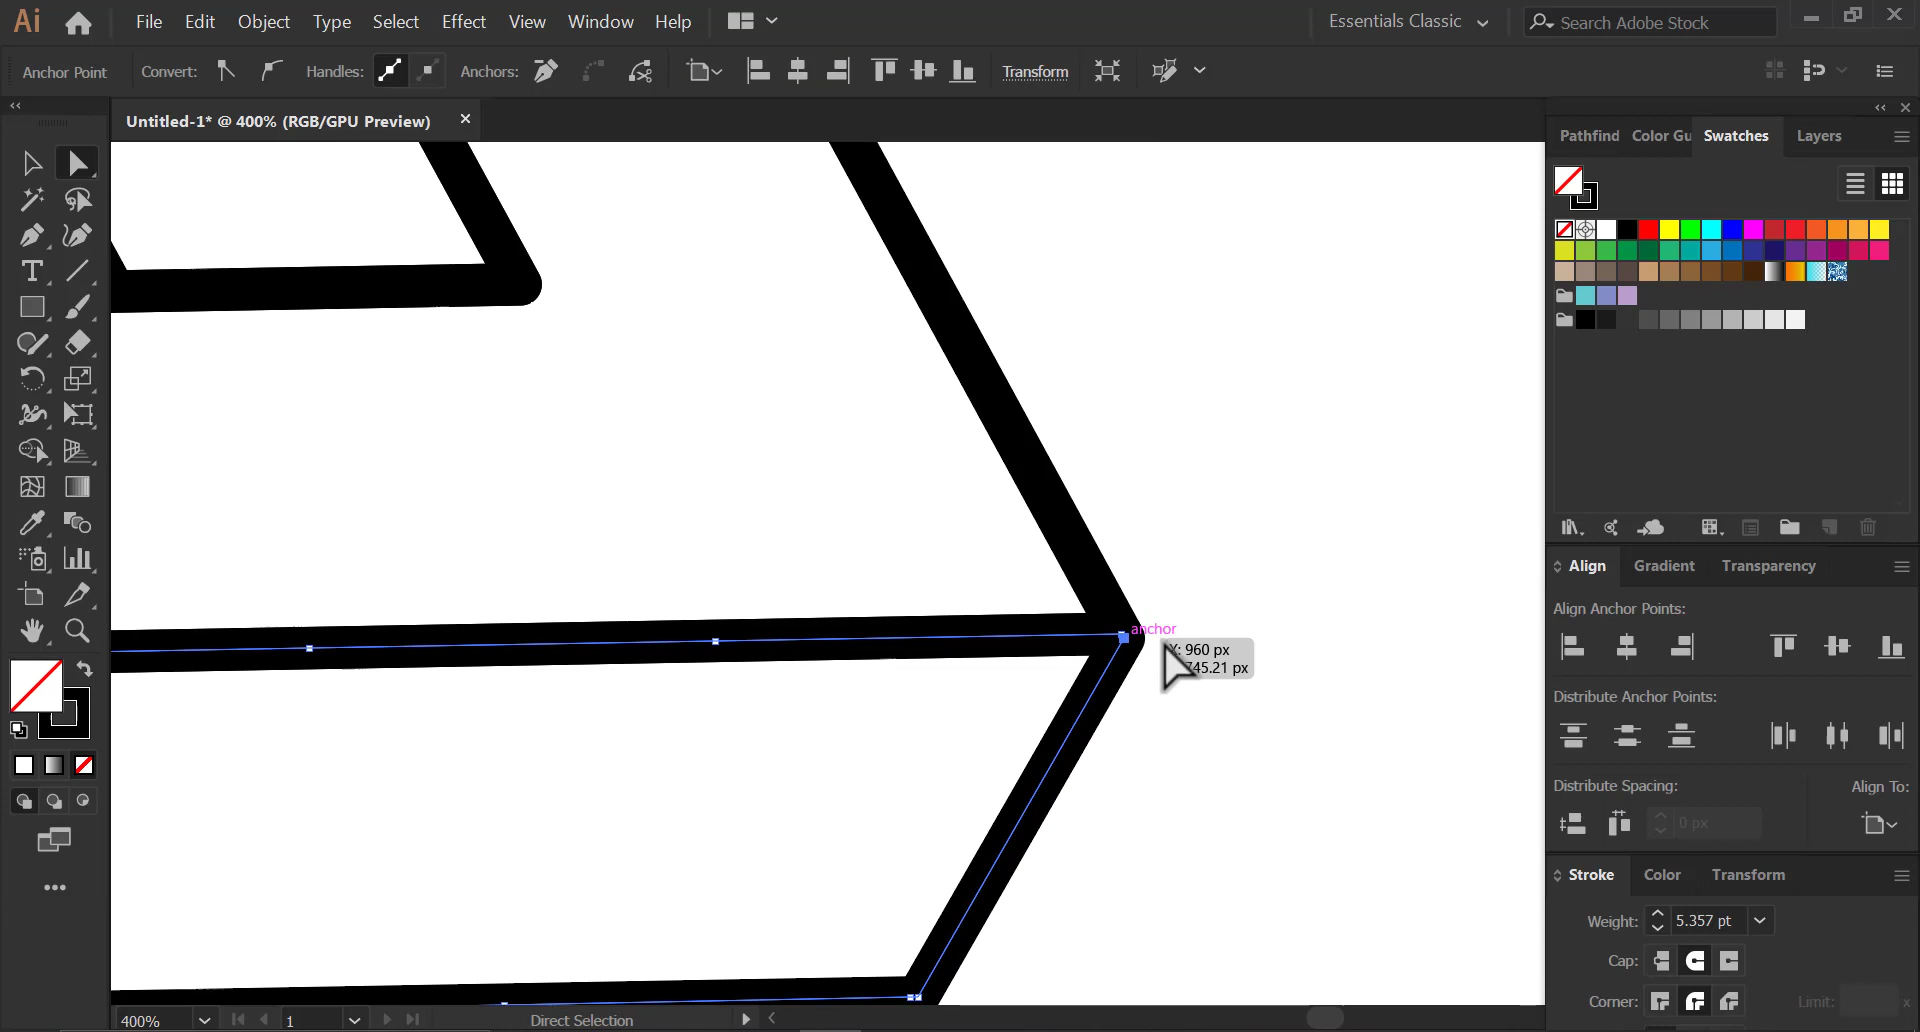 Ai File Edit Object Type Select Effect View Window Help Essentials Classic Search Adobe Stock
Anchor Point Convert: Handles: Anchors: Transform
Untitled-1* @ 400% (RGB/GPU Preview)
Pathfind Color Gu Swatches Layers
anchor
960 px
745.21 px
Align Gradient Transparency
Align Anchor Points:
Distribute Anchor Points:
Distribute Spacing: Align To:
0 px
Stroke Color Transform
Weight: 5.357 pt
Cap:
Corner: Limit: x
400% 1 Direct Selection